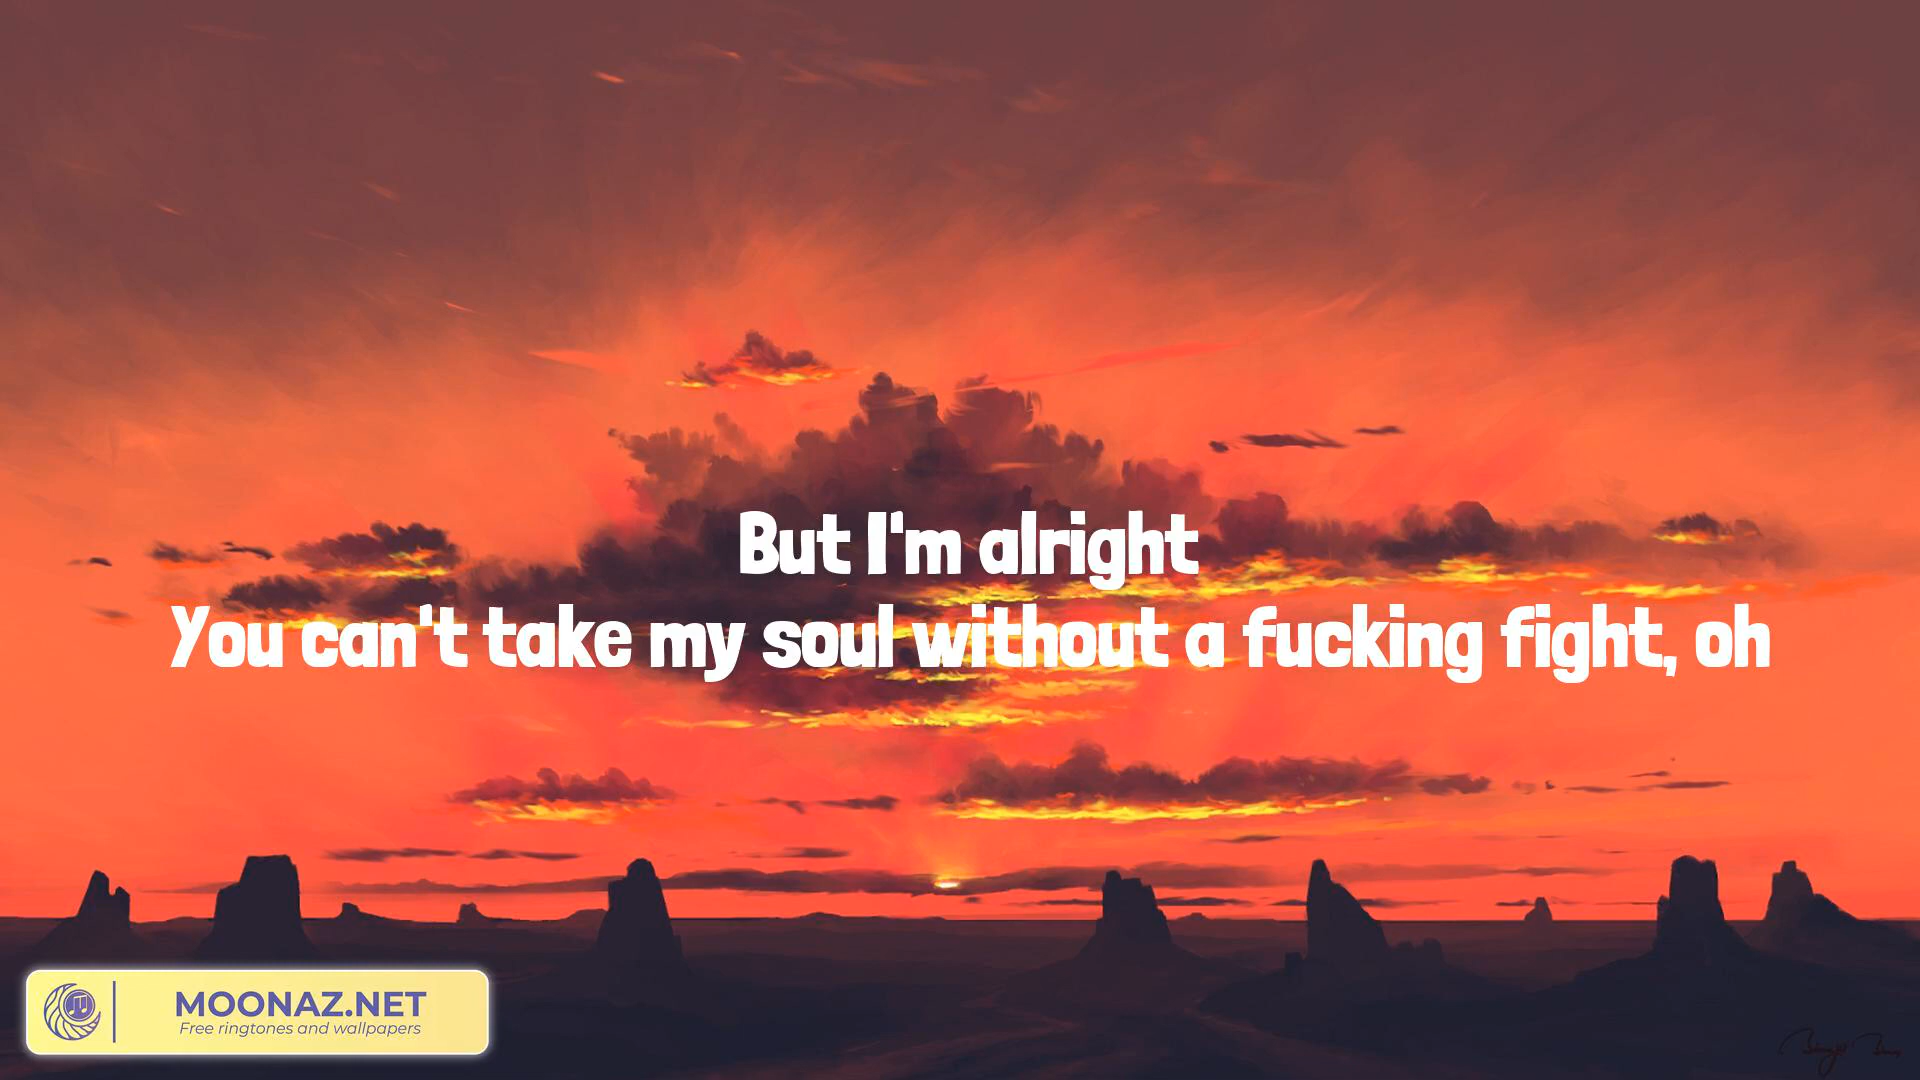 But I'm alright
You can't take my soul without a fucking fight, oh
MOONAZ.NET
Free ringtones and wallpapers